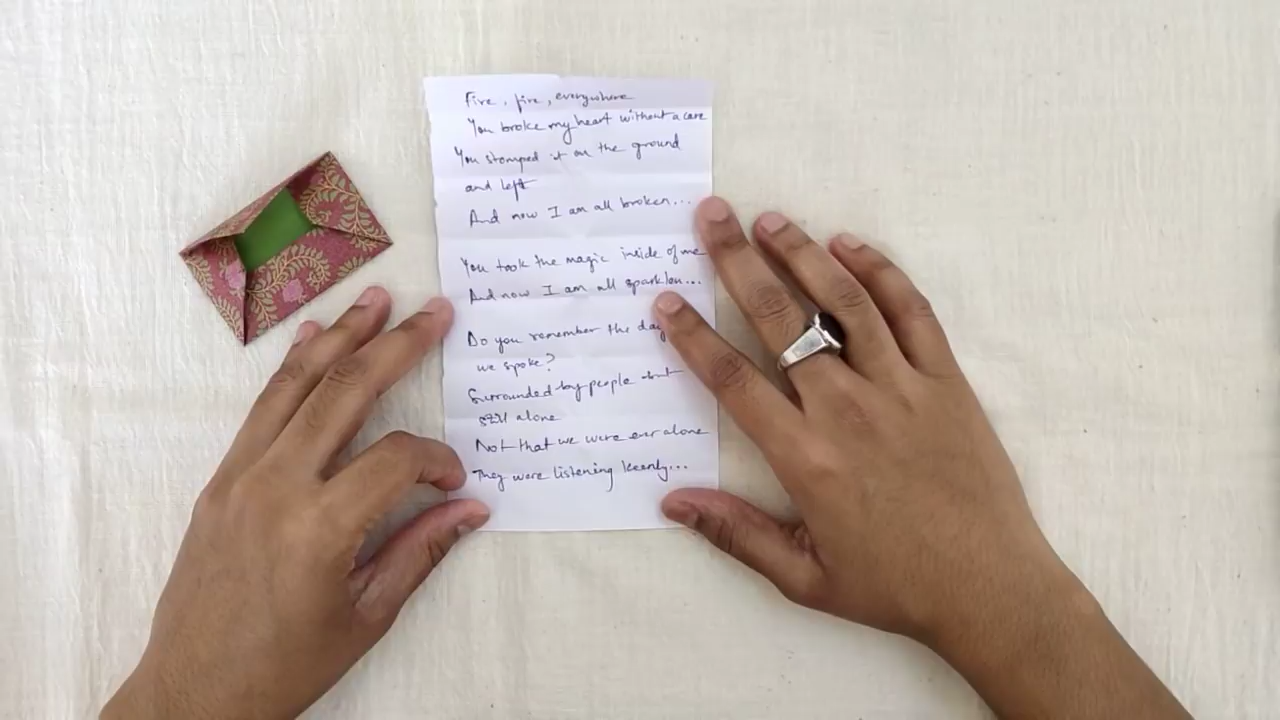 Fire, fire, everywhere
You broke my heart without a care
You stomped it on the ground
and left
And now I am all broken...
You took the magic inside of me
And now I am all sparklen...
Do you remember the day
we spoke?
Surrounded by people but
still alone
Not that we were ever alone
They were listening keenly...